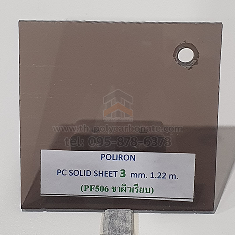 POLIRON
PC SOLID SHEET 3 mm. 1.22 m.
(PF506 ชาผิวเรียบ)